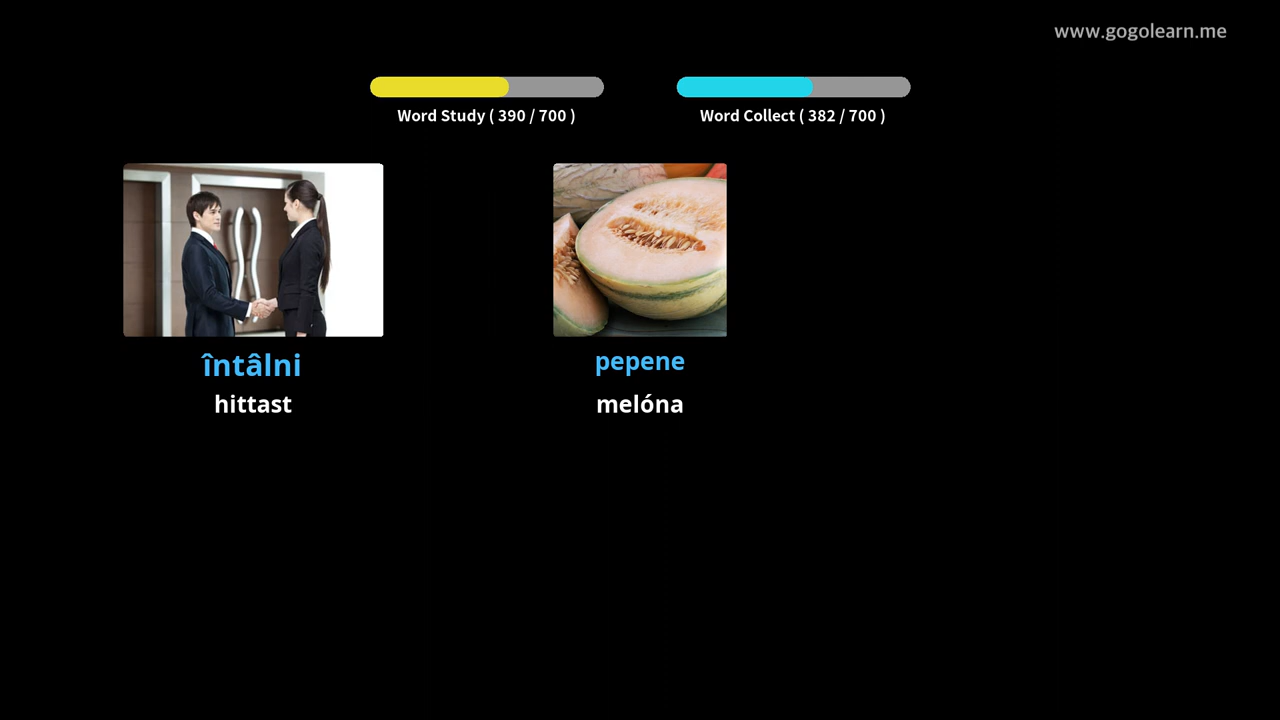 www.gogolearn.me
Word Study ( 390 / 700 )
Word Collect ( 382 / 700 )
întâlni
hittast
pepene
melóna